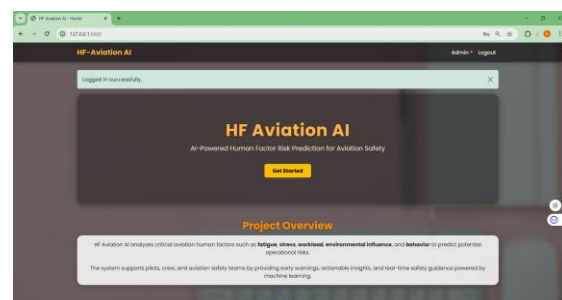 HF Aviation AI - Home
127.0.0.1:5000
HF-Aviation AI
Admin
Logout
Logged in successfully.
HF Aviation AI
AI-Powered Human Factor Risk Prediction for Aviation Safety
Get Started
Project Overview
HF Aviation AI analyzes critical aviation human factors such as fatigue, stress, workload, environmental influence, and behavior to predict potential
operational risks.
The system supports pilots, crew, and aviation safety teams by providing early warnings, actionable insights, and real-time safety guidance powered by
machine learning.